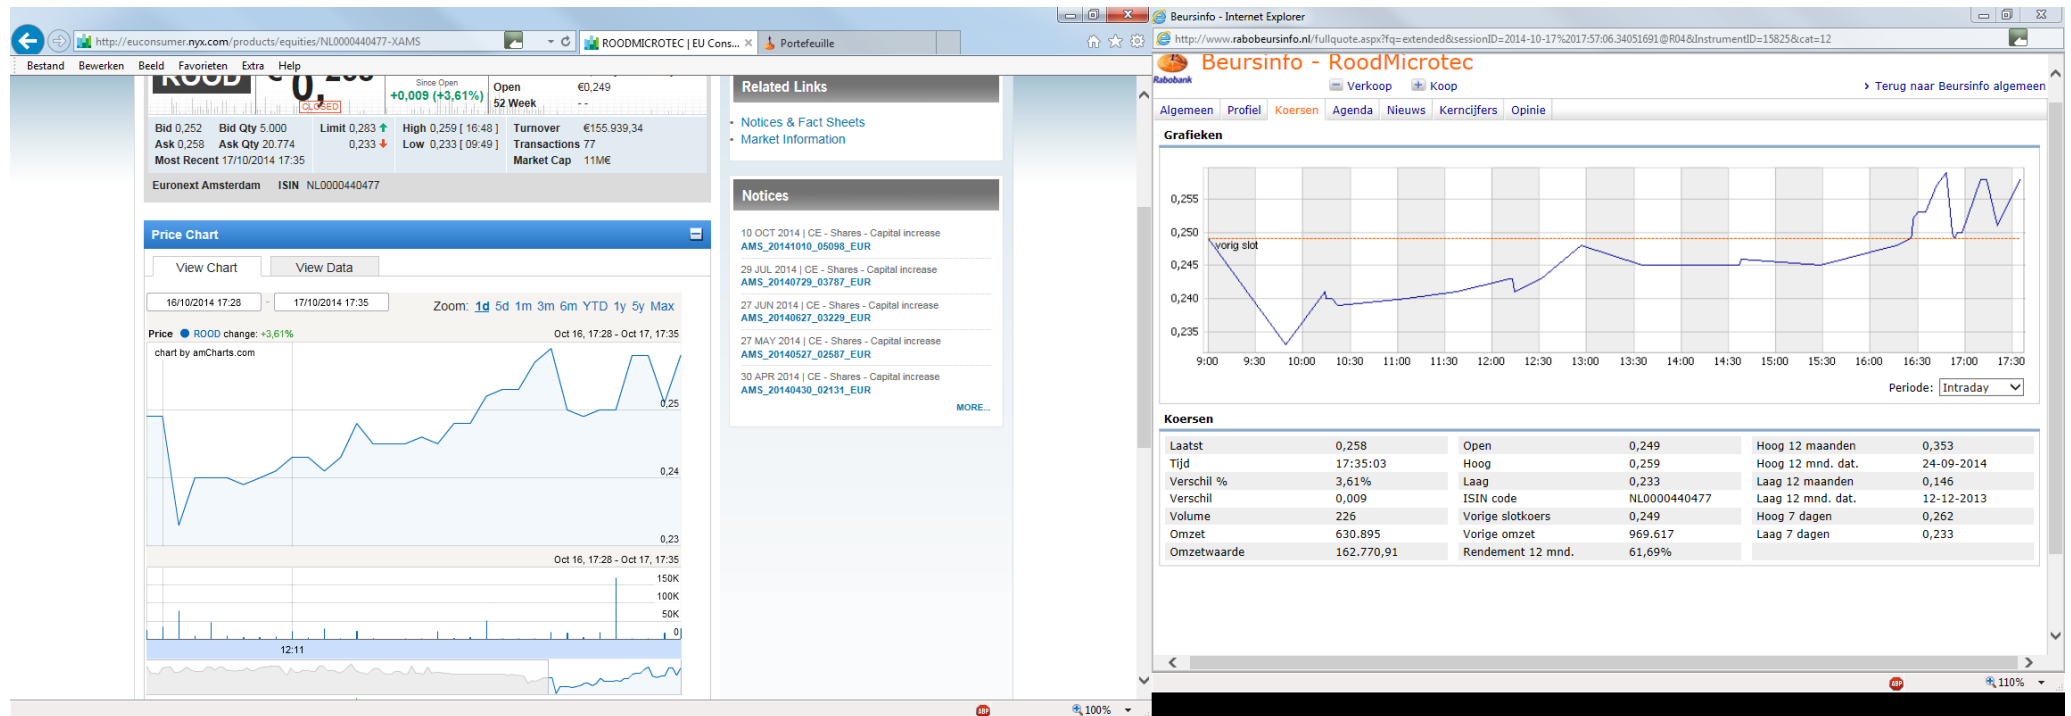 http://euconsumer.nyx.com/products/equities/NL0000440477-XAMS
ROODMICROTEC | EU Cons...
Portefeuille
Bestand Bewerken Beeld Favorieten Extra Help
ROOD
Since Open
+0,009 (+3,61%)
CLOSED
Open €0,249
52 Week - -
Bid 0,252 Bid Qty 5.000 Limit 0,283 High 0,259 [ 16:48 ] Turnover €155.939,34
Ask 0,258 Ask Qty 20.774 0,233 Low 0,233 [ 09:49 ] Transactions 77
Most Recent 17/10/2014 17:35 Market Cap 11M€
Euronext Amsterdam ISIN NL0000440477
Price Chart
View Chart View Data
16/10/2014 17:28 - 17/10/2014 17:35 Zoom: 1d 5d 1m 3m 6m YTD 1y 5y Max
Price ROOD change: +3,61% Oct 16, 17:28 - Oct 17, 17:35
chart by amCharts.com
0,25
0,24
0,23
Oct 16, 17:28 - Oct 17, 17:35
150K
100K
50K
0
12:11
Related Links
Notices & Fact Sheets
Market Information
Notices
10 OCT 2014 | CE - Shares - Capital increase
AMS_20141010_05098_EUR
29 JUL 2014 | CE - Shares - Capital increase
AMS_20140729_03787_EUR
27 JUN 2014 | CE - Shares - Capital increase
AMS_20140627_03229_EUR
27 MAY 2014 | CE - Shares - Capital increase
AMS_20140527_02587_EUR
30 APR 2014 | CE - Shares - Capital increase
AMS_20140430_02131_EUR
MORE...
ABP
100%
Beursinfo - Internet Explorer
http://www.rabobeursinfo.nl/fullquote.aspx?fq=extended&sessionID=2014-10-17%2017:57:06.34051691@R04&InstrumentID=15825&cat=12
Rabobank
Beursinfo - RoodMicrotec
Verkoop Koop
Terug naar Beursinfo algemeen
Algemeen Profiel Koersen Agenda Nieuws Kerncijfers Opinie
Grafieken
0,255
0,250
vorig slot
0,245
0,240
0,235
9:00 9:30 10:00 10:30 11:00 11:30 12:00 12:30 13:00 13:30 14:00 14:30 15:00 15:30 16:00 16:30 17:00 17:30
Periode: Intraday
Koersen
Laatst 0,258 Open 0,249 Hoog 12 maanden 0,353
Tijd 17:35:03 Hoog 0,259 Hoog 12 mnd. dat. 24-09-2014
Verschil % 3,61% Laag 0,233 Laag 12 maanden 0,146
Verschil 0,009 ISIN code NL0000440477 Laag 12 mnd. dat. 12-12-2013
Volume 226 Vorige slotkoers 0,249 Hoog 7 dagen 0,262
Omzet 630.895 Vorige omzet 969.617 Laag 7 dagen 0,233
Omzetwaarde 162.770,91 Rendement 12 mnd. 61,69%
ABP
110%